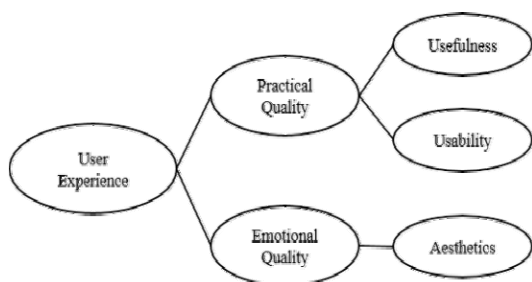 Usefulness
Practical
Quality
Usability
User
Experience
Emotional
Quality
Aesthetics